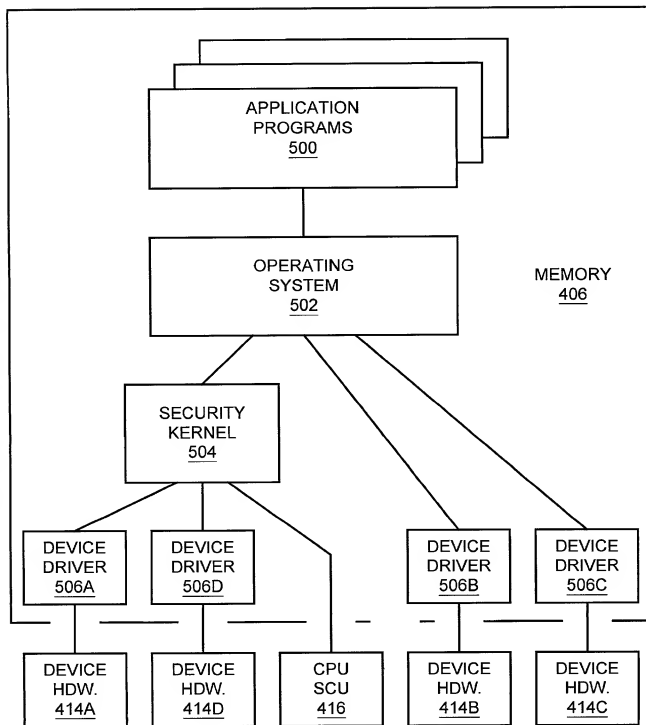 APPLICATION
PROGRAMS
500
OPERATING
SYSTEM
502
MEMORY
406
SECURITY
KERNEL
504
DEVICE
DRIVER
506A
DEVICE
DRIVER
506D
DEVICE
DRIVER
506B
DEVICE
DRIVER
506C
DEVICE
HDW.
414A
DEVICE
HDW.
414D
CPU
SCU
416
DEVICE
HDW.
414B
DEVICE
HDW.
414C